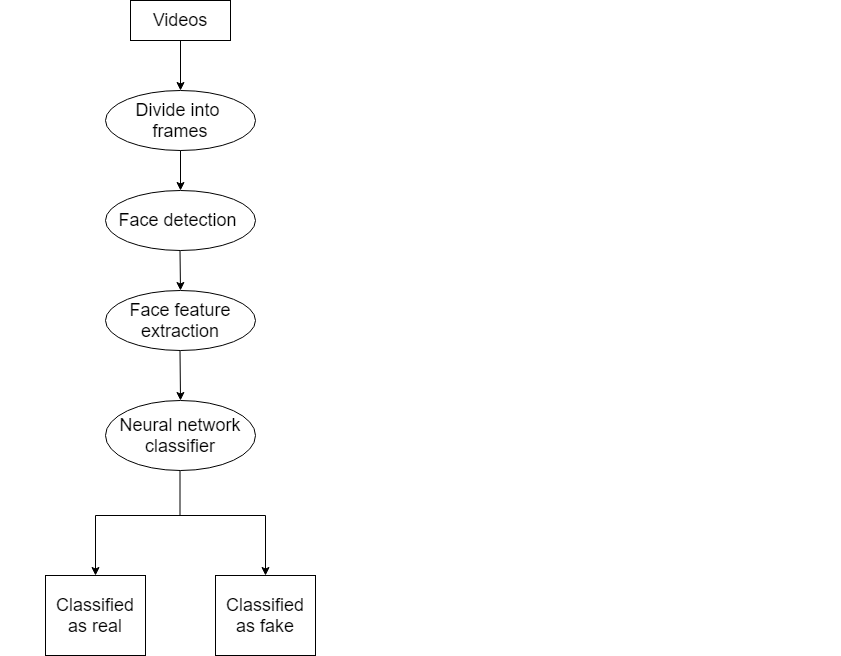 Videos
Divide into
frames
Face detection
Face feature
extraction
Neural network
classifier
Classified
as real
Classified
as fake